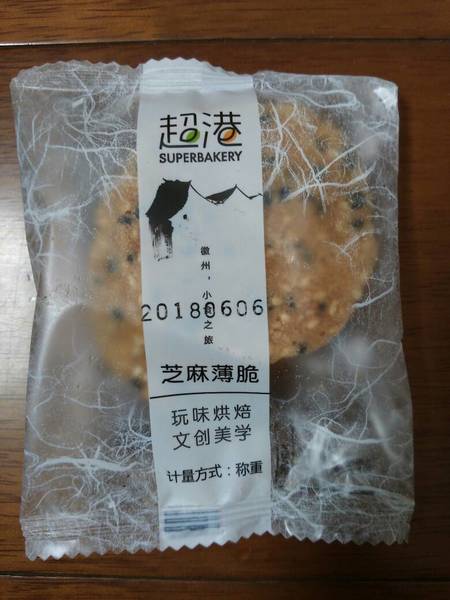 超港
SUPERBAKERY
徽州，小
之旅
20180606
芝麻薄脆
玩味烘焙
文创美学
计量方式：称重